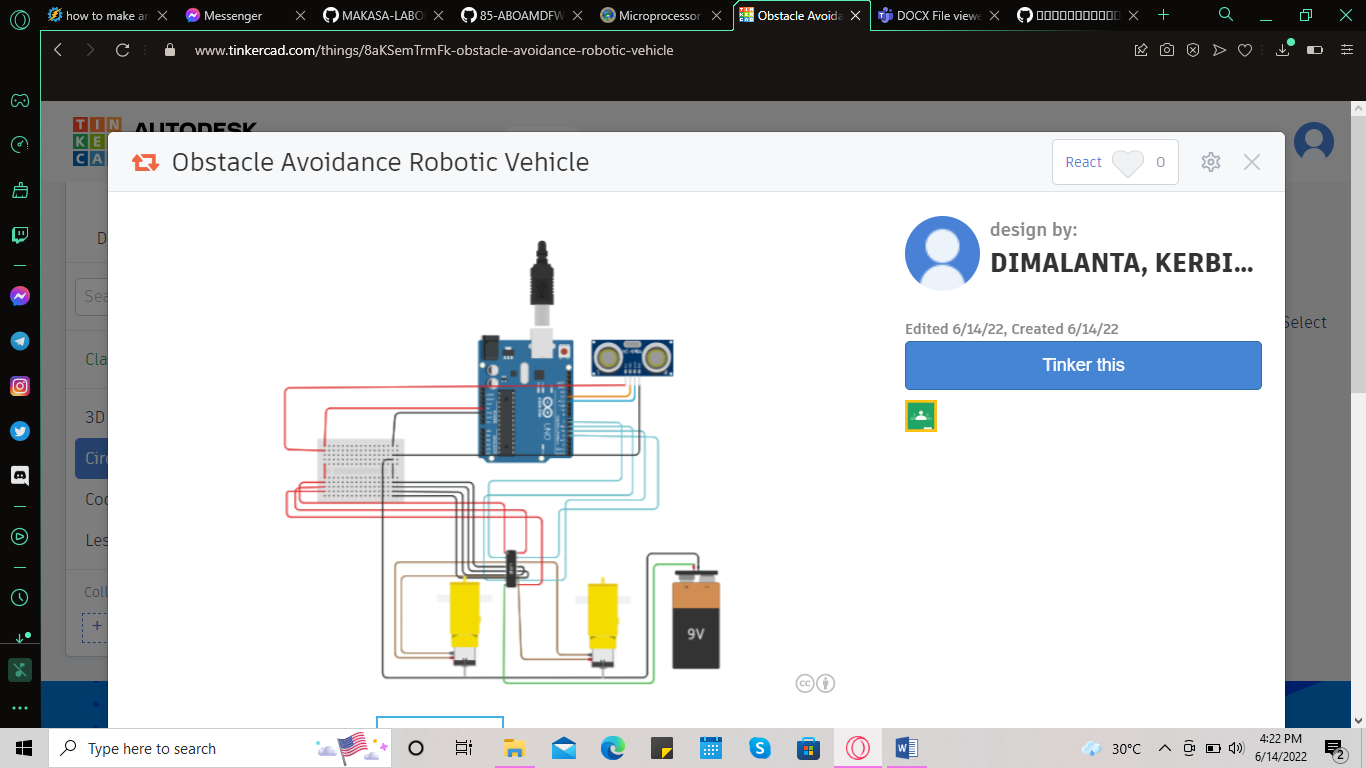 how to make an
Messenger
MAKASA-LABO
85-ABOAMDFW
Microprocessor
Obstacle Avoida
DOCX File viewe
www.tinkercad.com/things/8aKSemTrmFk-obstacle-avoidance-robotic-vehicle
TIN
KE
CA
AUTODESK
Obstacle Avoidance Robotic Vehicle
React
0
design by:
DIMALANTA, KERBI...
Edited 6/14/22, Created 6/14/22
Tinker this
D
Sea
Cla
3D
Circ
Coc
Les
Coll
+
Select
UNO
9V
cc
Type here to search
30°C
4:22 PM
6/14/2022
2